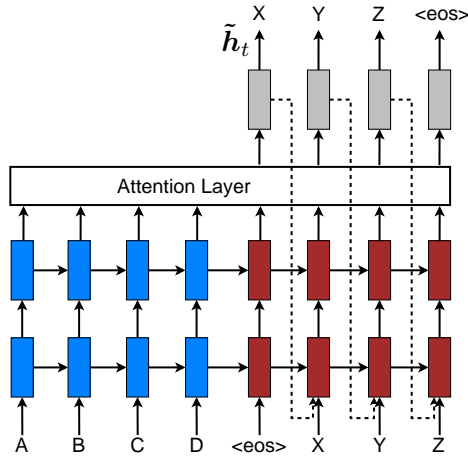 X Y Z <eos>
h̃ₜ
Attention Layer
A B C D <eos> X Y Z